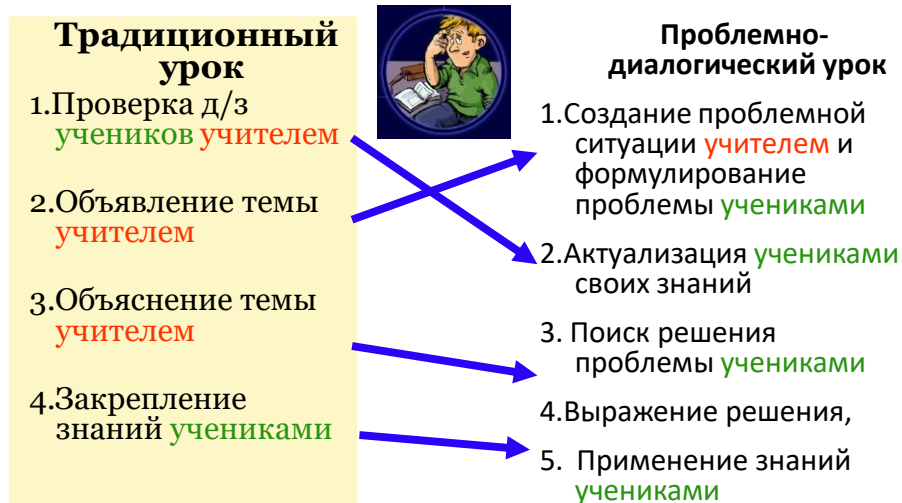 Традиционный
урок
1.Проверка д/з
учеников учителем
2.Объявление темы
учителем
3.Объяснение темы
учителем
4.Закрепление
знаний учениками
Проблемно-
диалогический урок
1.Создание проблемной
ситуации учителем и
формулирование
проблемы учениками
2.Актуализация учениками
своих знаний
3. Поиск решения
проблемы учениками
4.Выражение решения,
5. Применение знаний
учениками